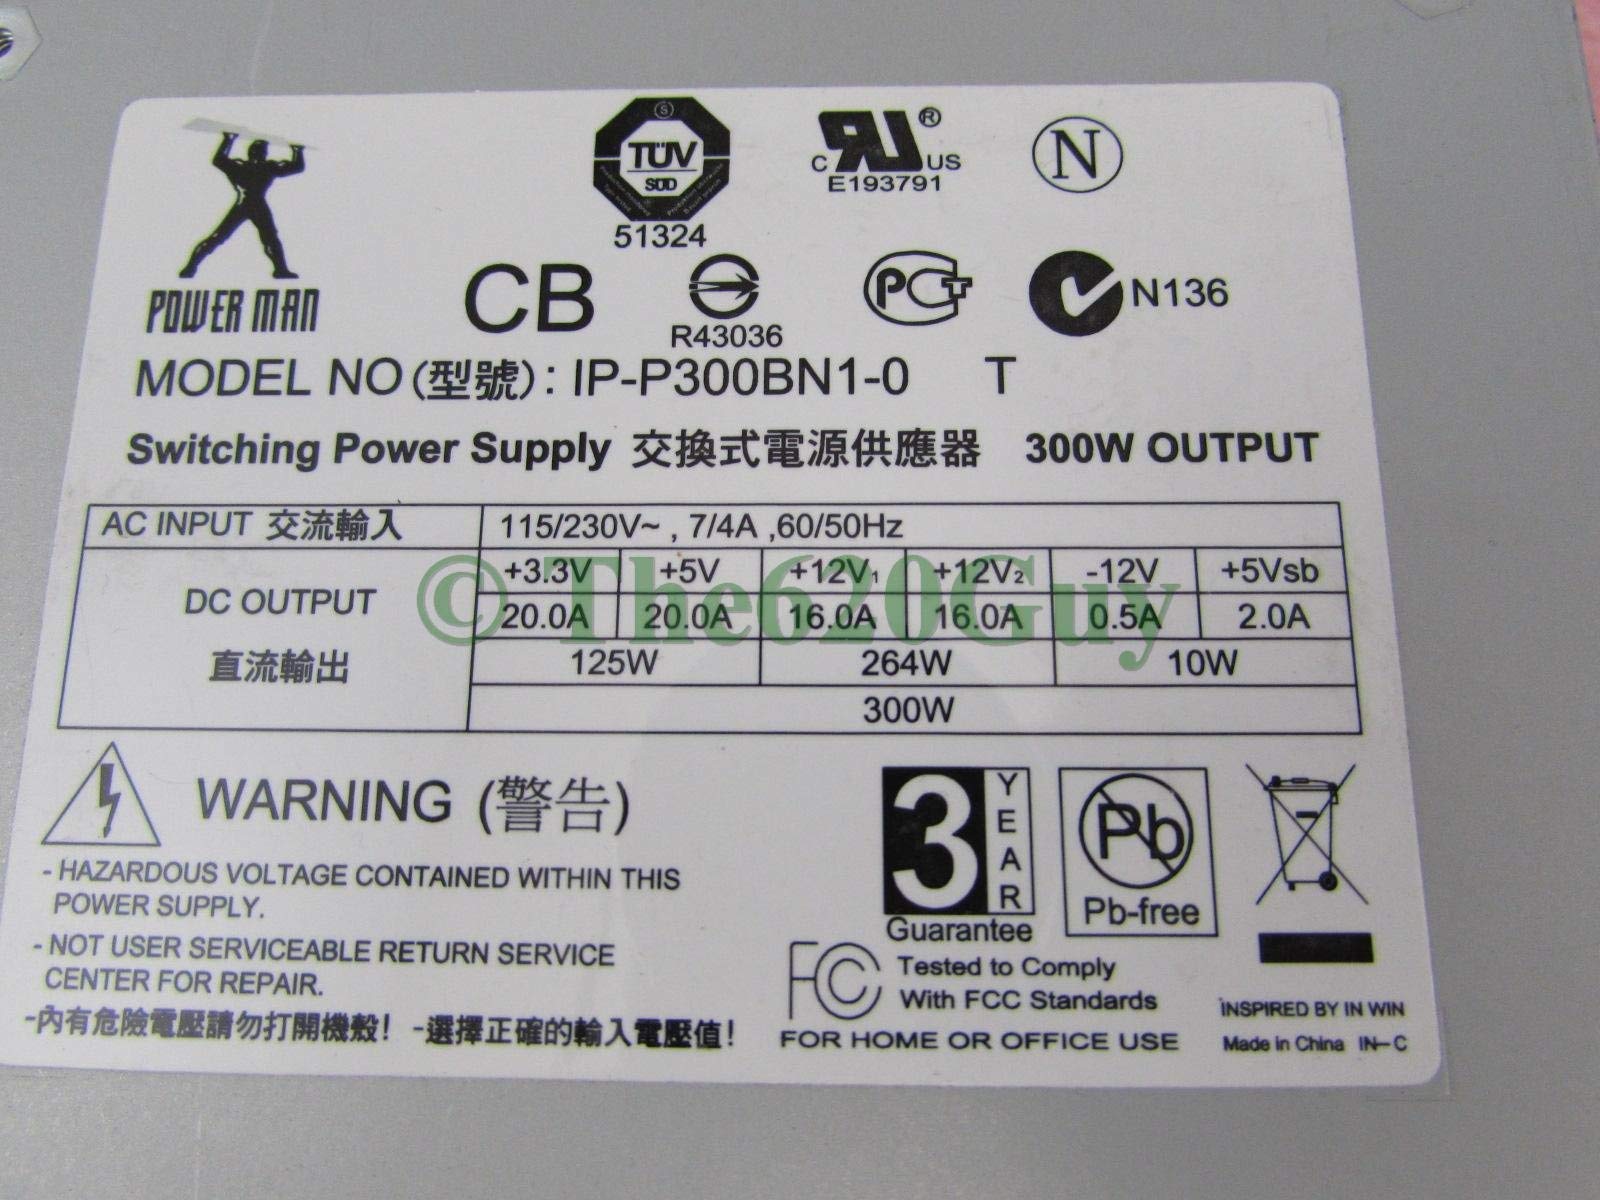 TÜV
SÜD
51324
C US ®
E193791
N
POWER MAN
CB
R43036
PCT
N136
MODEL NO (型號) : IP-P300BN1-0 T
Switching Power Supply 交換式電源供應器 300W OUTPUT
AC INPUT 交流輸入 115/230V~ , 7/4A ,60/50Hz
DC OUTPUT
直流輸出
+3.3V +5V +12V₁ +12V₂ -12V +5Vsb
20.0A 20.0A 16.0A 16.0A 0.5A 2.0A
125W 264W 10W
300W
© The620Guy
WARNING (警告)
- HAZARDOUS VOLTAGE CONTAINED WITHIN THIS
POWER SUPPLY.
- NOT USER SERVICEABLE RETURN SERVICE
CENTER FOR REPAIR.
-內有危險電壓請勿打開機殼! -選擇正確的輸入電壓值!
3 YEAR
Guarantee
Pb
Pb-free
FC Tested to Comply
With FCC Standards
FOR HOME OR OFFICE USE
INSPIRED BY IN WIN
Made in China IN-C